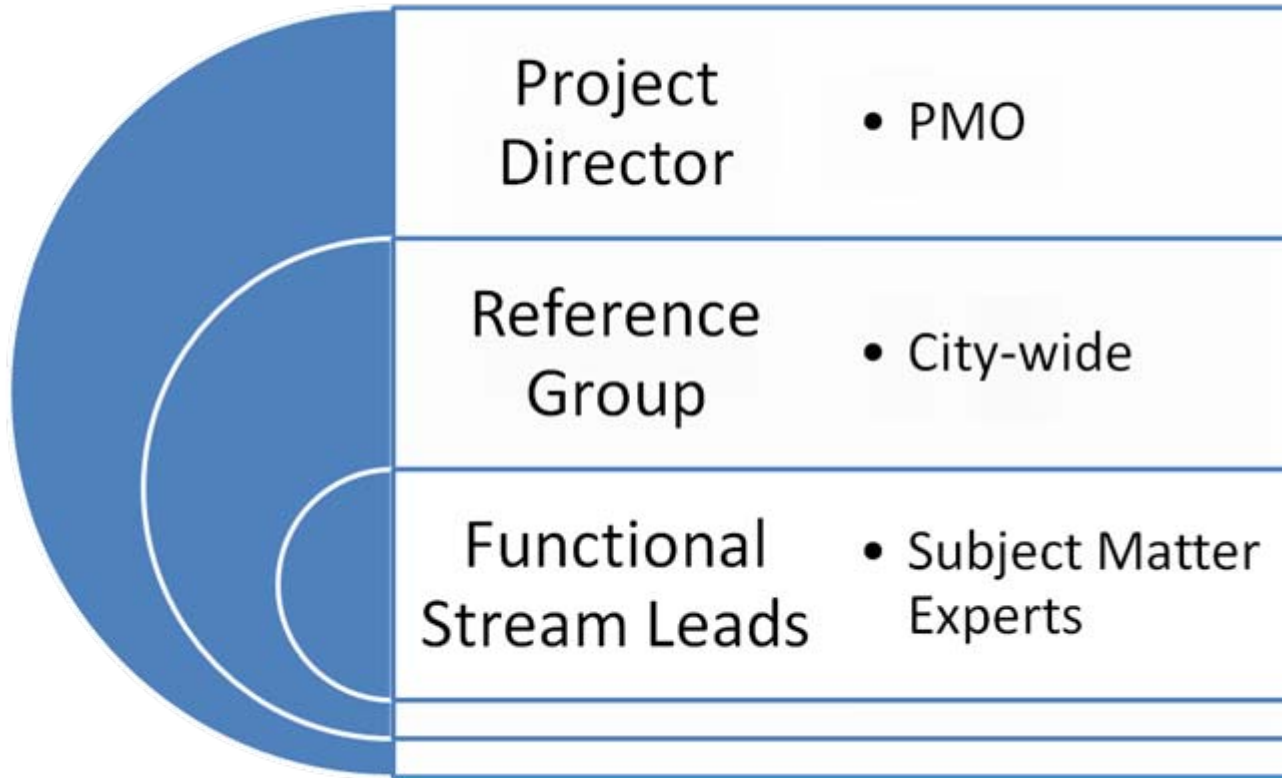 Project
Director
• PMO
Reference
Group
• City-wide
Functional
Stream Leads
• Subject Matter
Experts